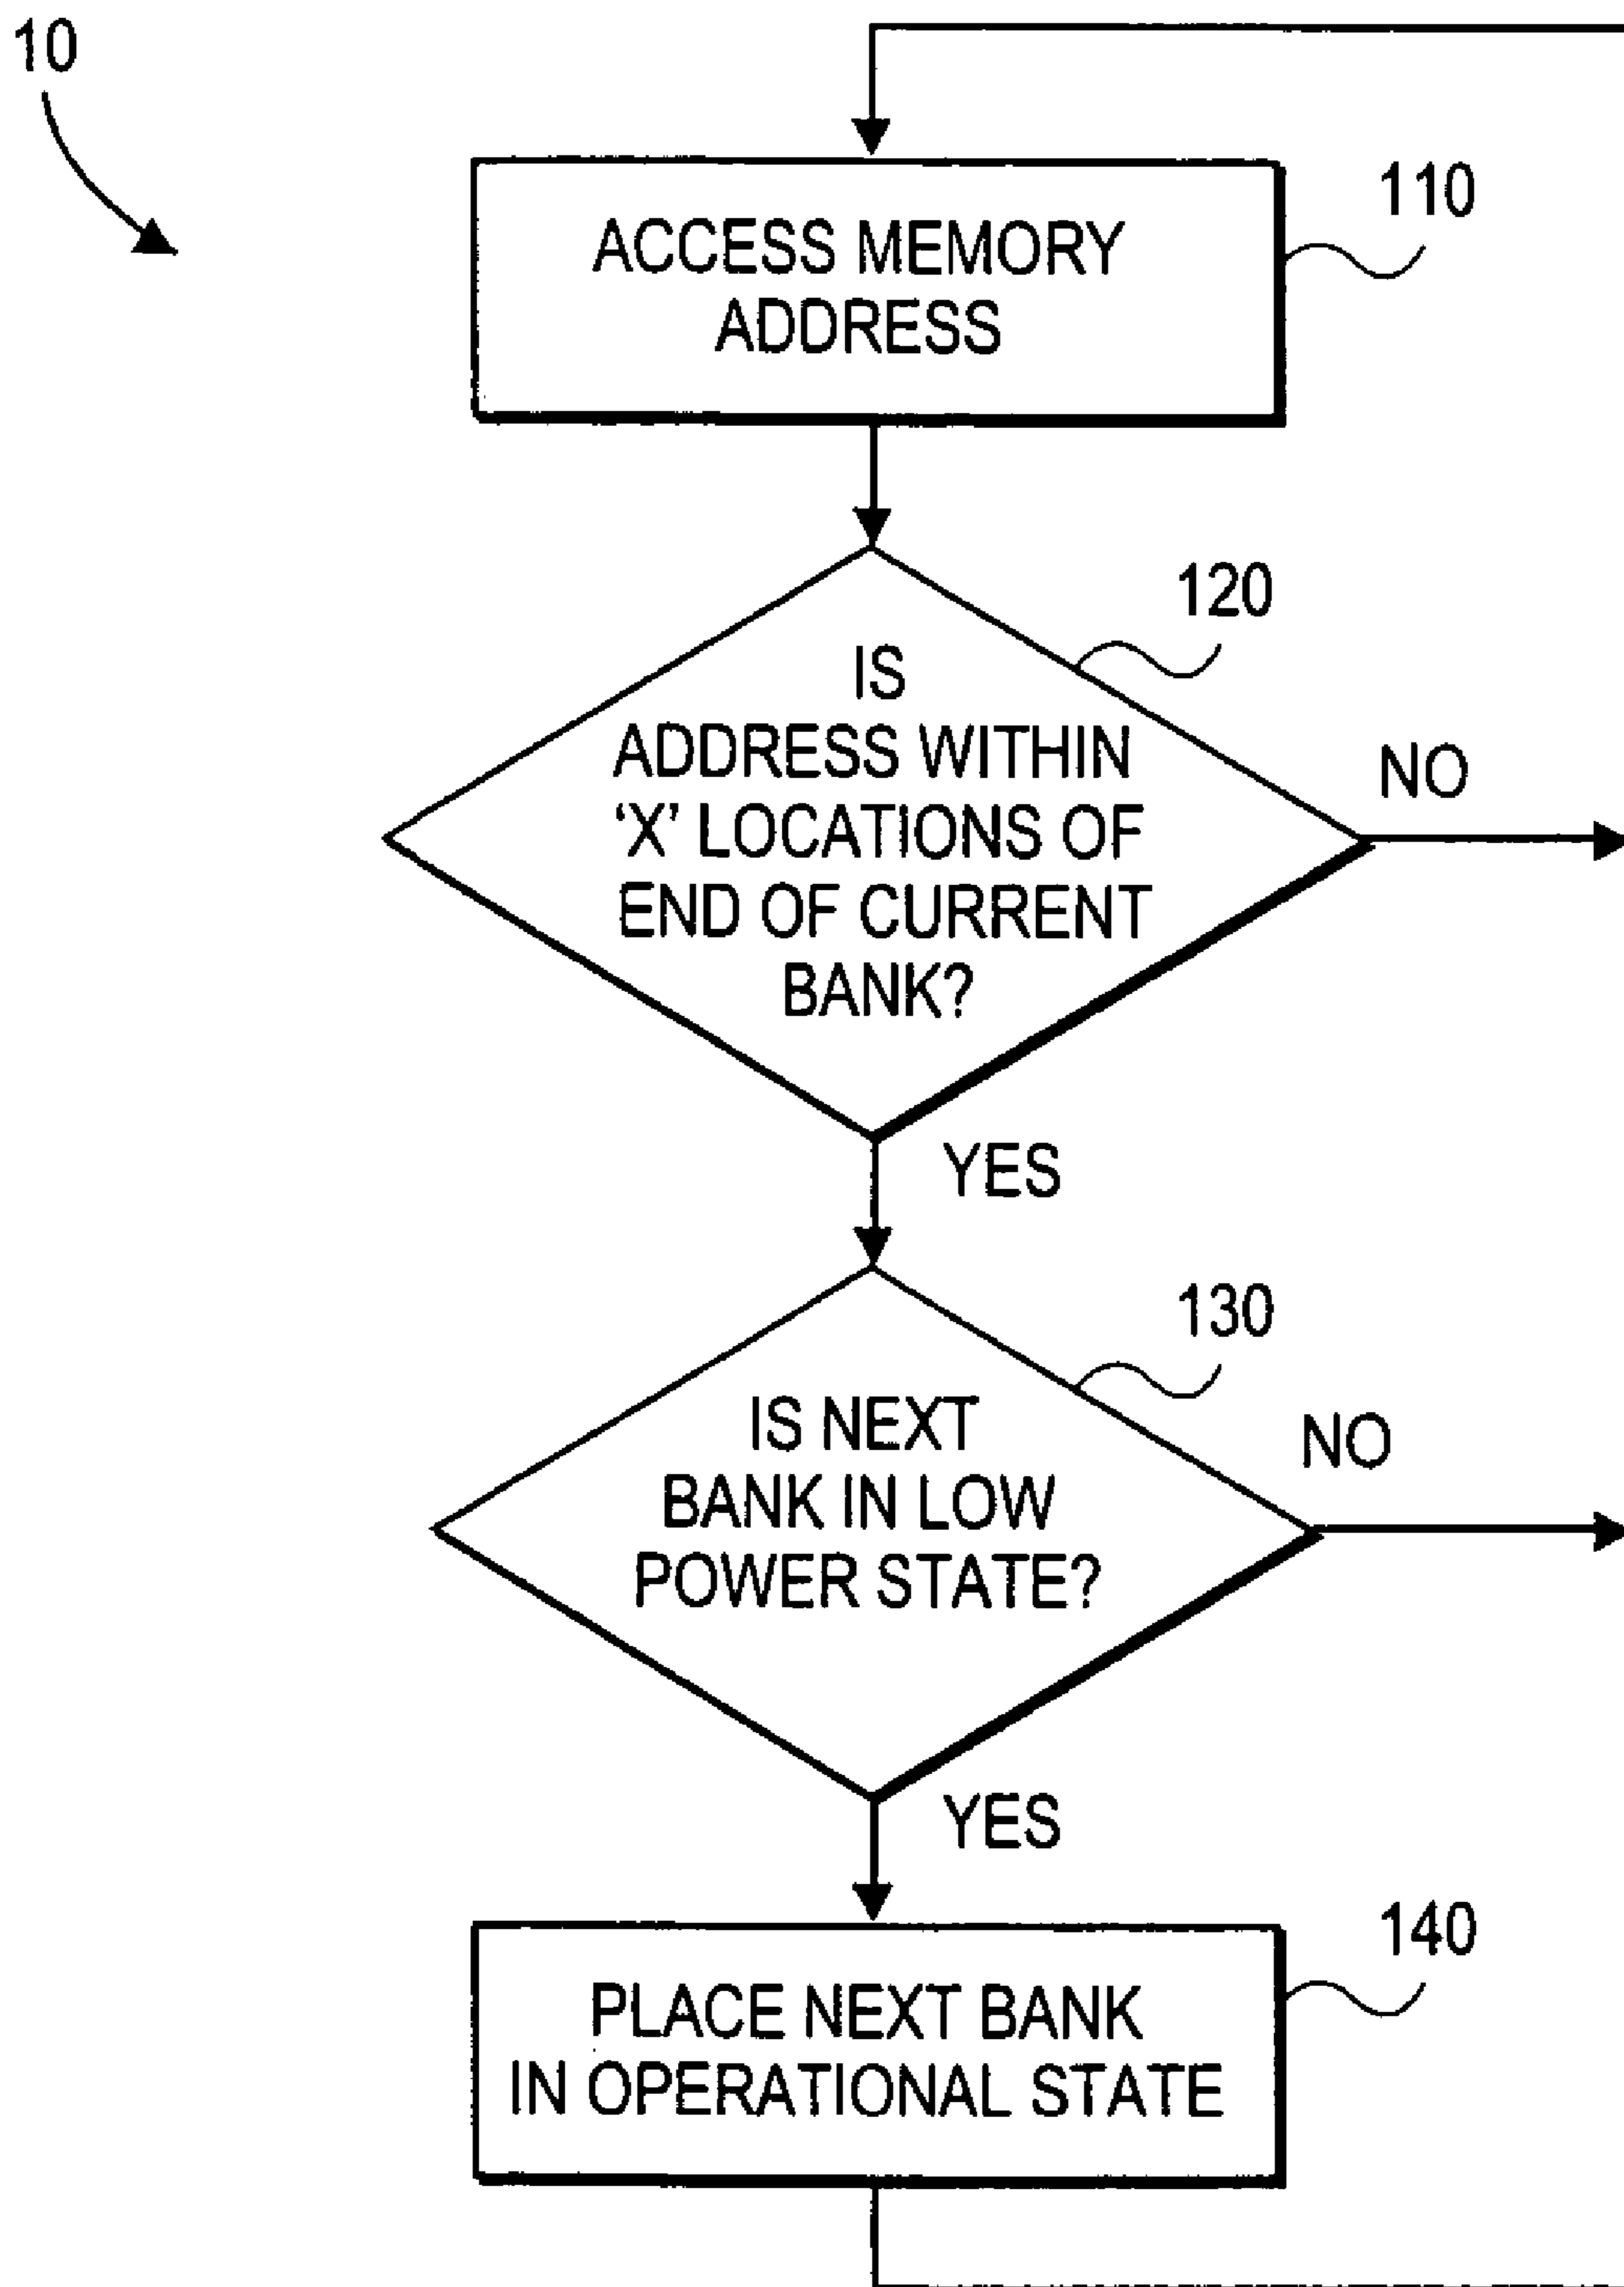 10
110
ACCESS MEMORY
ADDRESS
120
IS
ADDRESS WITHIN
‘X’ LOCATIONS OF
END OF CURRENT
BANK?
NO
YES
130
IS NEXT
BANK IN LOW
POWER STATE?
NO
YES
140
PLACE NEXT BANK
IN OPERATIONAL STATE